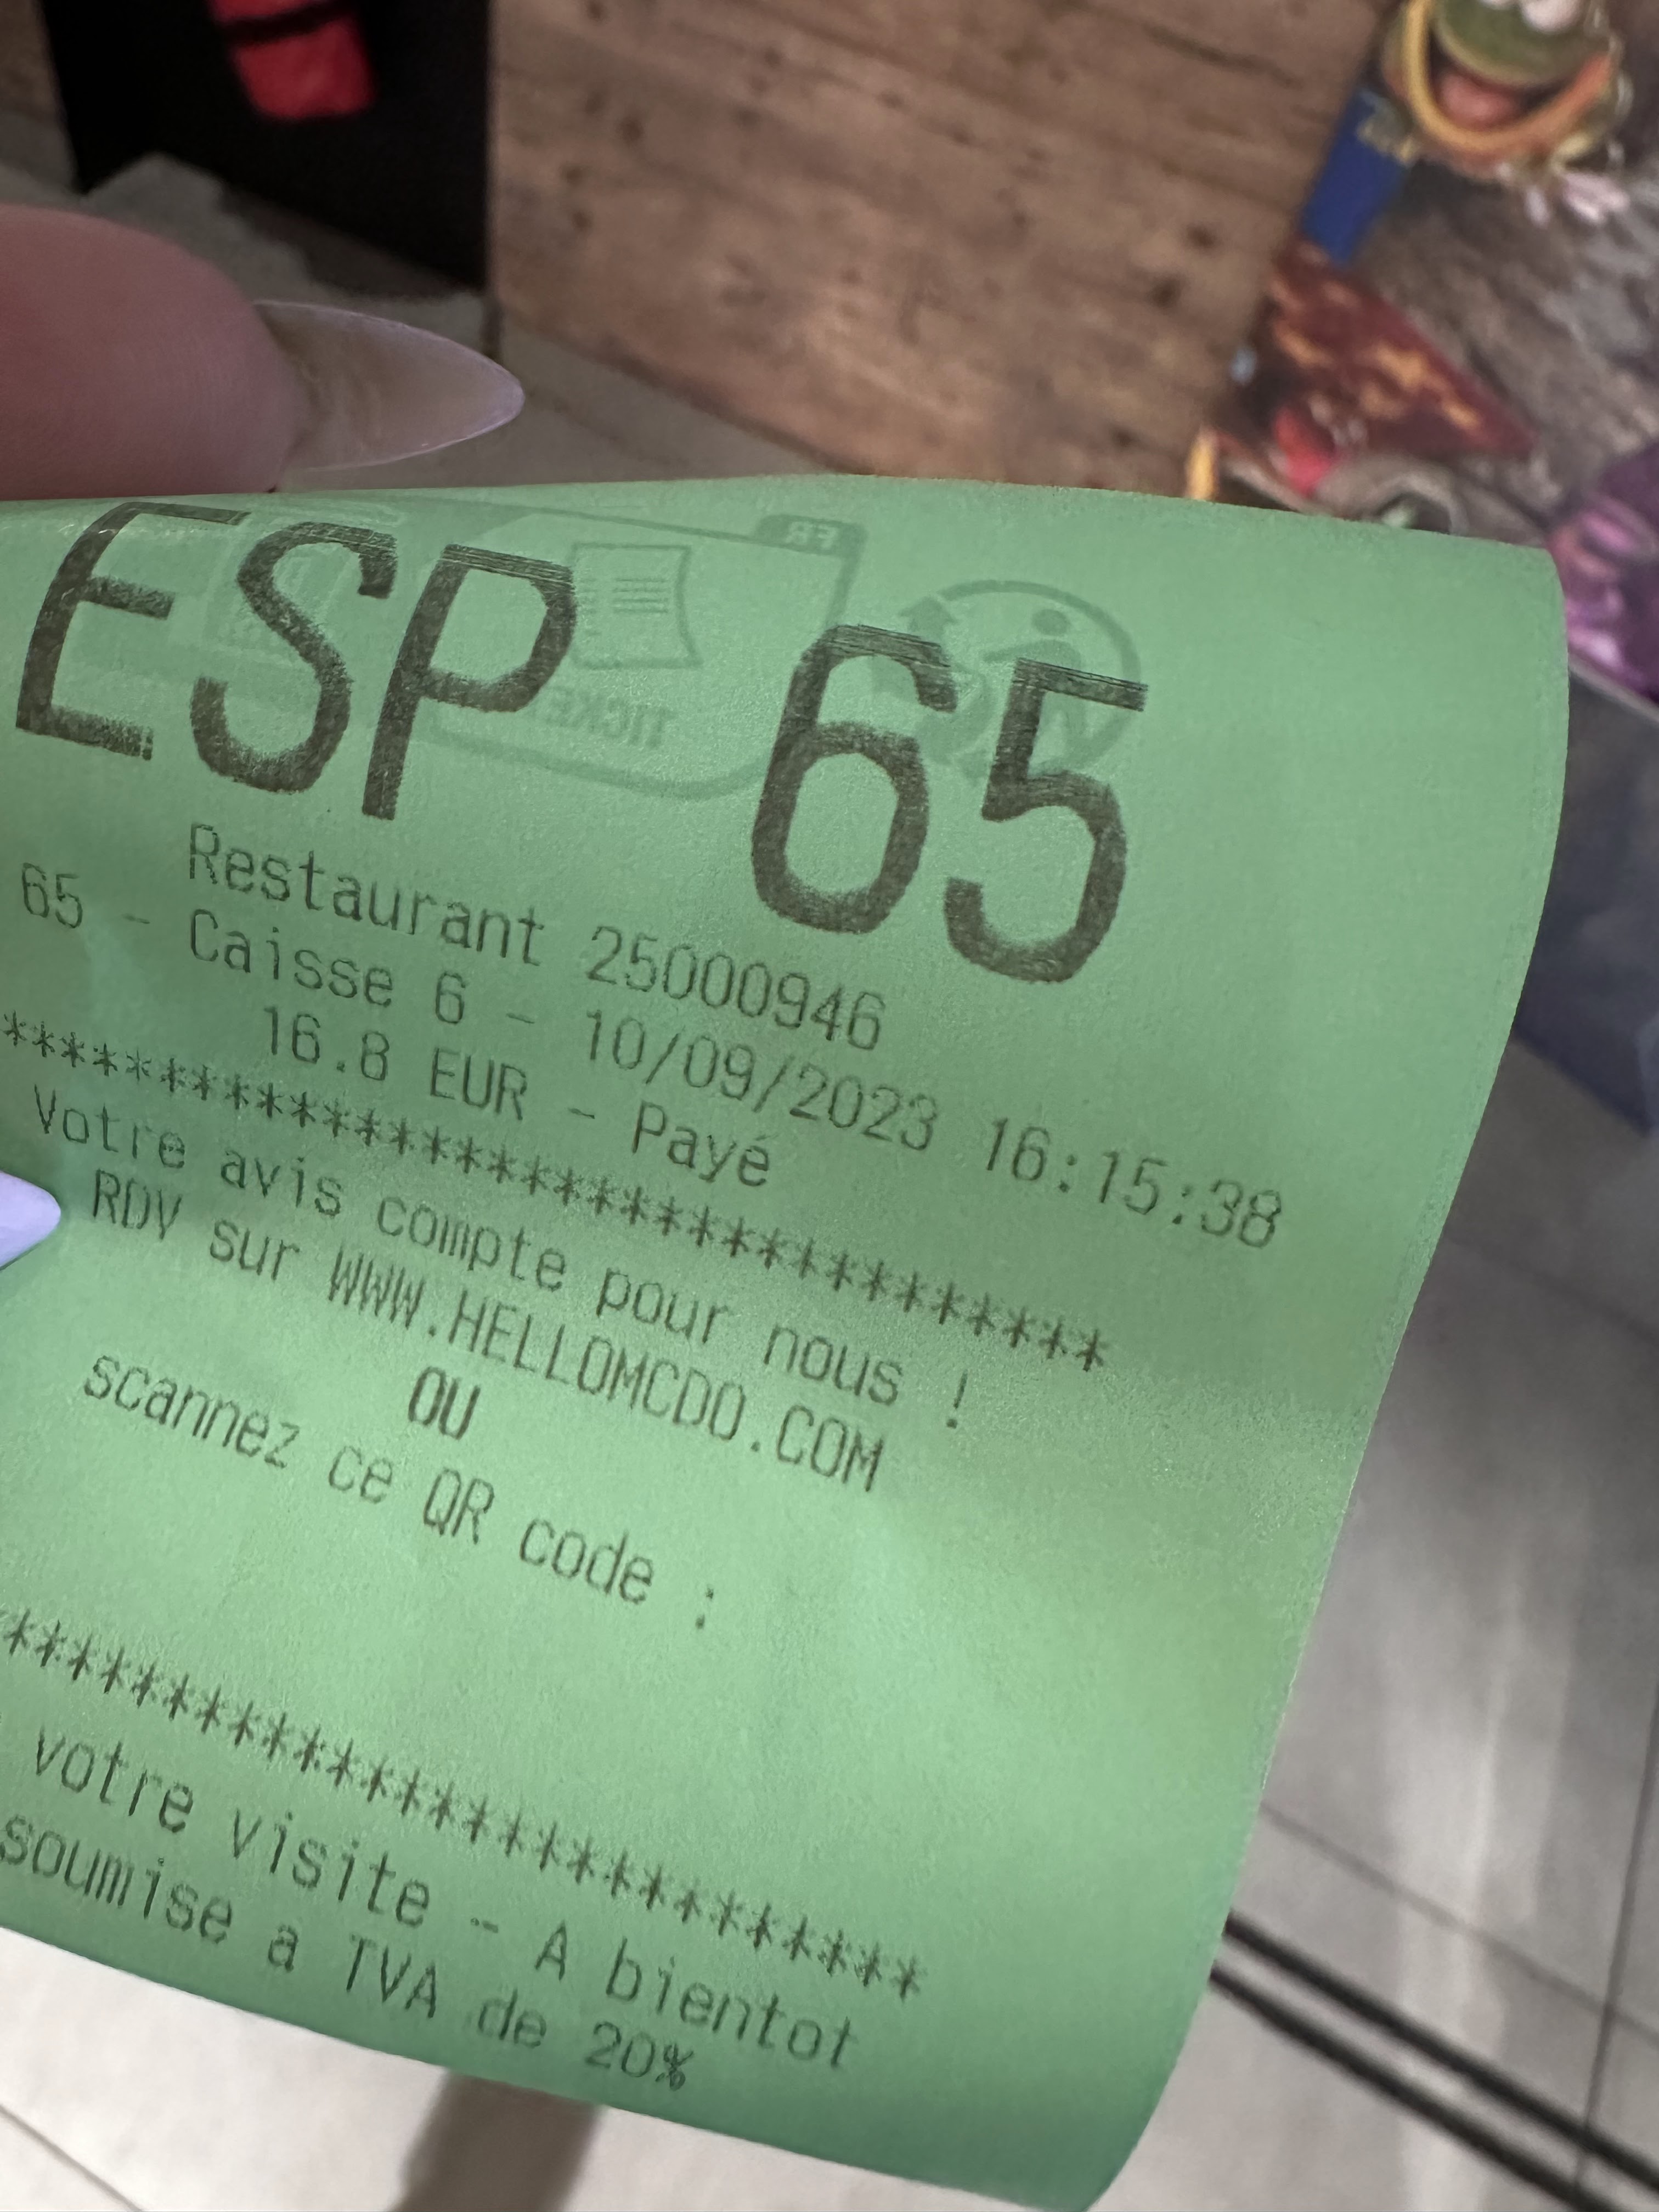 ESP 65
Restaurant 25000946
65 - Caisse 6 - 10/09/2023 16:15:38
16.8 EUR - Payé
*********************************
Votre avis compte pour nous !
RDV sur WWW.HELLOMCDO.COM
OU
scannez ce QR code :
****************************
votre visite - A bientot
soumise a TVA de 20%
FR
TICKET